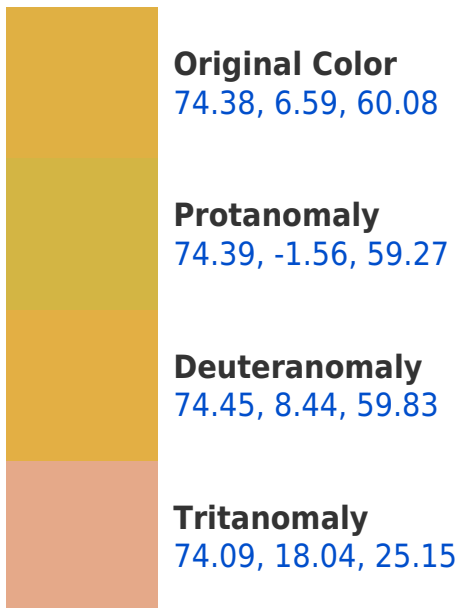 Original Color
74.38, 6.59, 60.08
Protanomaly
74.39, -1.56, 59.27
Deuteranomaly
74.45, 8.44, 59.83
Tritanomaly
74.09, 18.04, 25.15